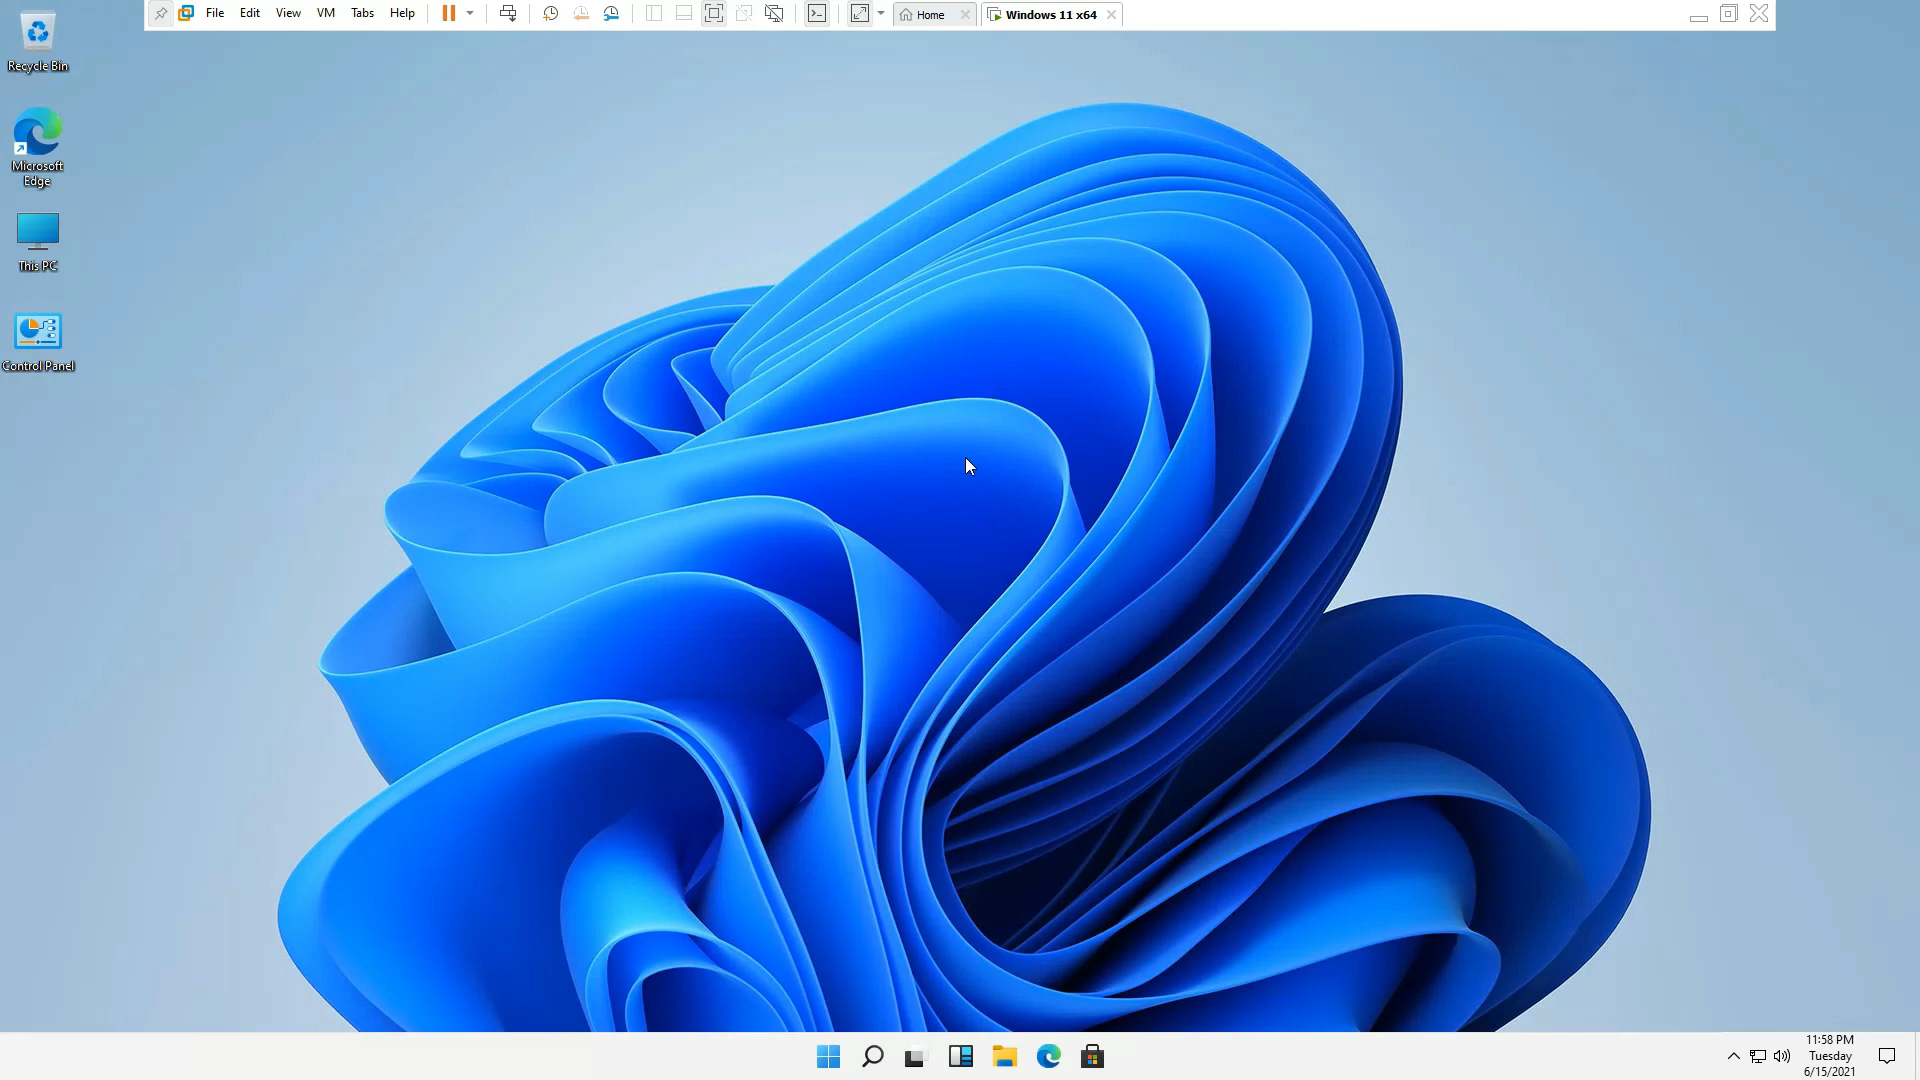 File Edit View VM Tabs Help Home Windows 11 x64
Recycle Bin
Microsoft
Edge
This PC
Control Panel
11:58 PM
Tuesday
6/15/2021